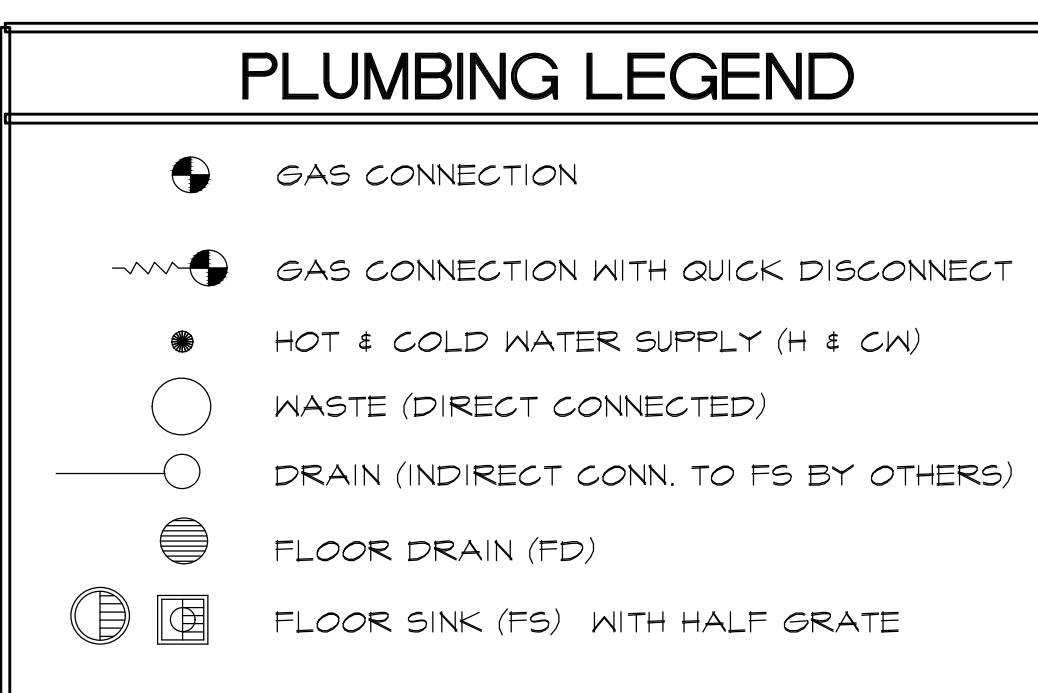 PLUMBING LEGEND
GAS CONNECTION
GAS CONNECTION WITH QUICK DISCONNECT
HOT & COLD WATER SUPPLY (H & CW)
WASTE (DIRECT CONNECTED)
DRAIN (INDIRECT CONN. TO FS BY OTHERS)
FLOOR DRAIN (FD)
FLOOR SINK (FS) WITH HALF GRATE